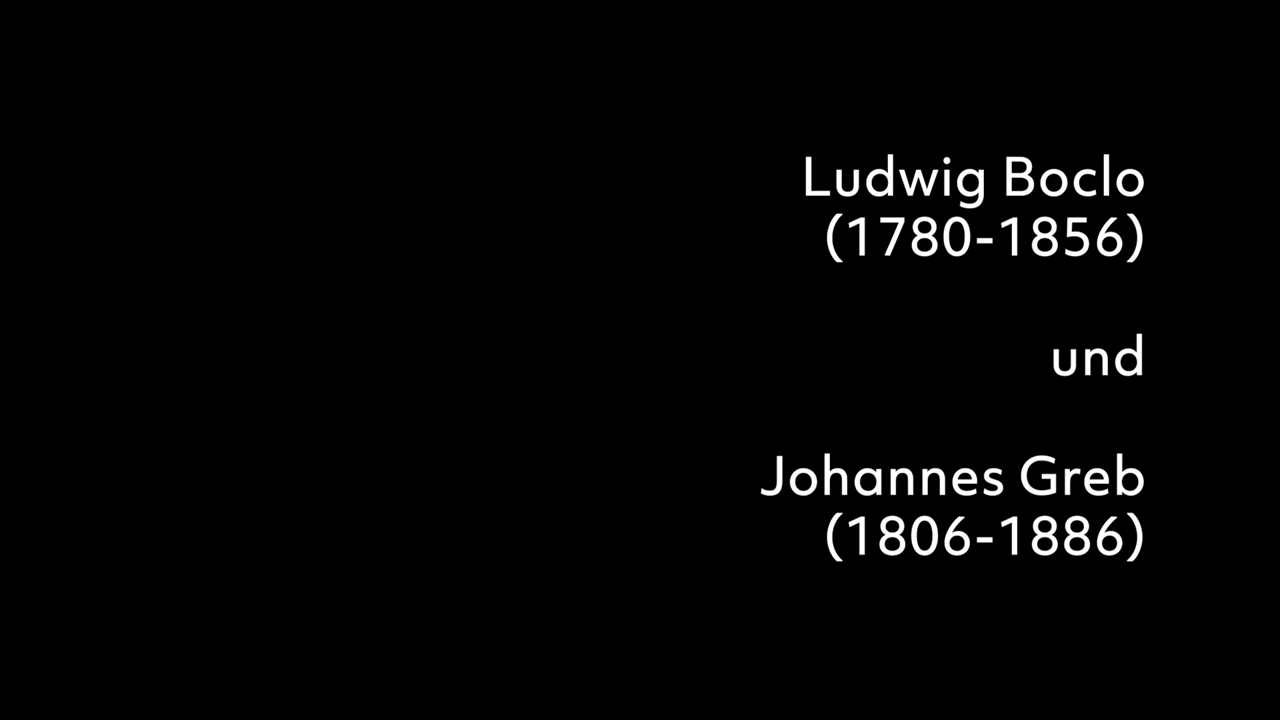 Ludwig Boclo
(1780-1856)
und
Johannes Greb
(1806-1886)